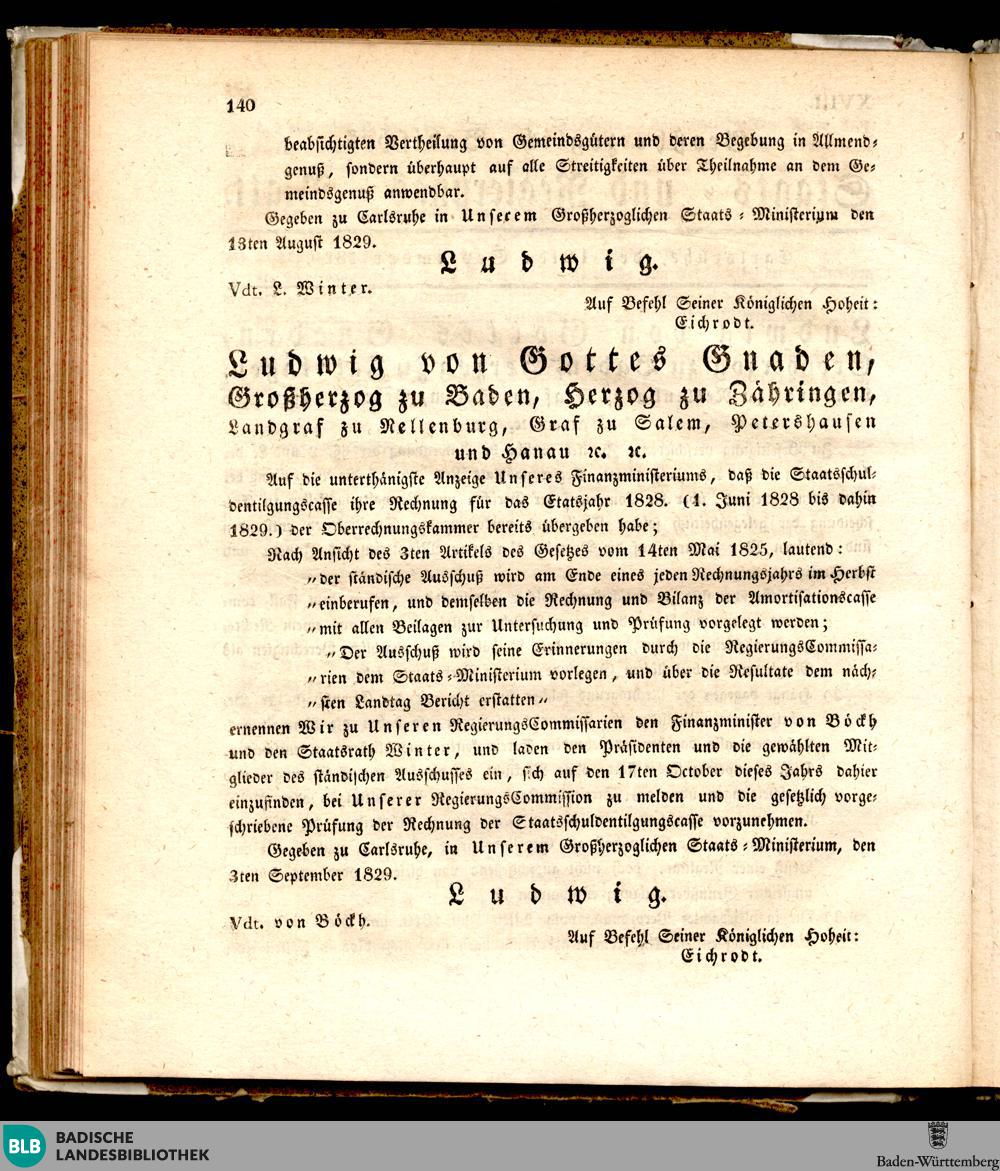 140
beabsichtigten Vertheilung von Gemeindsgütern und deren Begebung in Allmend-
genuß, sondern überhaupt auf alle Streitigkeiten über Theilnahme an dem Ge-
meindsgenuß anwendbar.
Gegeben zu Carlsruhe in Unserem Großherzoglichen Staats-Ministerium den
13ten August 1829.
Ludwig.
Vdt. L. Winter.
Auf Befehl Seiner Königlichen Hoheit:
Eichrodt.
Ludwig von Gottes Gnaden,
Großherzog zu Baden, Herzog zu Zähringen,
Landgraf zu Nellenburg, Graf zu Salem, Petershausen
und Hanau ꝛc. ꝛc.
Auf die unterthänigste Anzeige Unseres Finanzministeriums, daß die Staatsschul-
dentilgungscasse ihre Rechnung für das Etatsjahr 1828. (1. Juni 1828 bis dahin
1829.) der Oberrechnungskammer bereits übergeben habe;
Nach Ansicht des 3ten Artikels des Gesetzes vom 14ten Mai 1825, lautend:
„der ständische Ausschuß wird am Ende eines jeden Rechnungsjahrs im Herbst
„einberufen, und demselben die Rechnung und Bilanz der Amortisationscasse
„mit allen Beilagen zur Untersuchung und Prüfung vorgelegt werden;
„Der Ausschuß wird seine Erinnerungen durch die RegierungsCommissa-
„rien dem Staats-Ministerium vorlegen, und über die Resultate dem näch-
„sten Landtag Bericht erstatten„
ernennen Wir zu Unseren RegierungsCommissarien den Finanzminister von Böckh
und den Staatsrath Winter, und laden den Präsidenten und die gewählten Mit-
glieder des ständischen Ausschusses ein, sich auf den 17ten October dieses Jahrs dahier
einzufinden, bei Unserer RegierungsCommission zu melden und die gesetzlich vorge-
schriebene Prüfung der Rechnung der Staatsschuldentilgungscasse vorzunehmen.
Gegeben zu Carlsruhe, in Unserem Großherzoglichen Staats-Ministerium, den
3ten September 1829.
Ludwig.
Vdt. von Böckh.
Auf Befehl Seiner Königlichen Hoheit:
Eichrodt.
BLB BADISCHE
LANDESBIBLIOTHEK
Baden-Württemberg